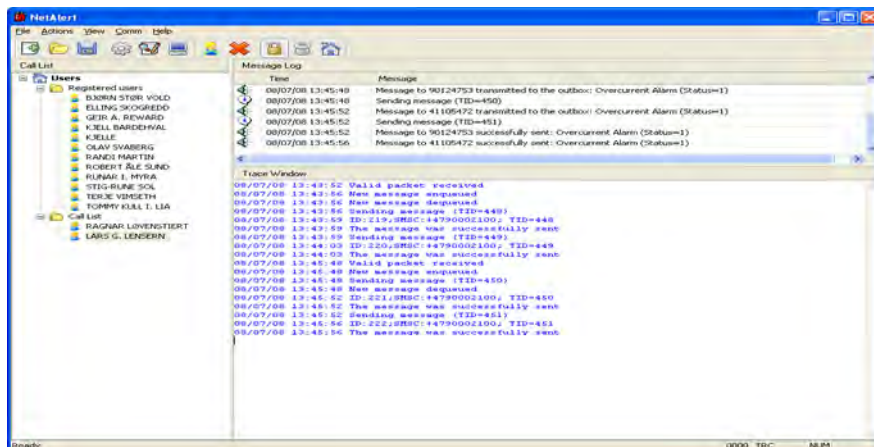 NetAlert
File Actions View Comm Help
Call List
Users
Registered users
BJØRN STØR VOLD
ELLING SKOGREDD
GEIR A. REWARD
KJELL BARDEHVAL
KJELLE
OLAV SVABERG
RANDI MARTIN
ROBERT ÅLE SUND
RUNAR I. MYRA
STIG-RUNE SOL
TERJE VIMSETH
TOMMY KULL T. LIA
Call List
RAGNAR LØVENSTIERT
LARS G. LENSERN
Message Log
Time Message
08/07/08 13:45:48 Message to 90124753 transmitted to the outbox: Overcurrent Alarm (Status=1)
08/07/08 13:45:48 Sending message (TID=450)
08/07/08 13:45:52 Message to 41105472 transmitted to the outbox: Overcurrent Alarm (Status=1)
08/07/08 13:45:52 Sending message (TID=451)
08/07/08 13:45:52 Message to 90124753 successfully sent: Overcurrent Alarm (Status=1)
08/07/08 13:45:56 Message to 41105472 successfully sent: Overcurrent Alarm (Status=1)
Trace Window
08/07/08 13:43:52 Valid packet received
08/07/08 13:43:56 New message enqueued
08/07/08 13:43:56 New message dequeued
08/07/08 13:43:56 Sending message (TID=448)
08/07/08 13:43:59 ID:219,SMSC:+4790002100; TID=448
08/07/08 13:43:59 The message was successfully sent
08/07/08 13:43:59 Sending message (TID=449)
08/07/08 13:44:03 ID:220,SMSC:+4790002100; TID=449
08/07/08 13:44:03 The message was successfully sent
08/07/08 13:45:48 Valid packet received
08/07/08 13:45:48 New message enqueued
08/07/08 13:45:48 Sending message (TID=450)
08/07/08 13:45:48 New message dequeued
08/07/08 13:45:52 ID:221,SMSC:+4790002100; TID=450
08/07/08 13:45:52 The message was successfully sent
08/07/08 13:45:52 Sending message (TID=451)
08/07/08 13:45:56 ID:222,SMSC:+4790002100; TID=451
08/07/08 13:45:56 The message was successfully sent
Ready 0000 TRC NUM